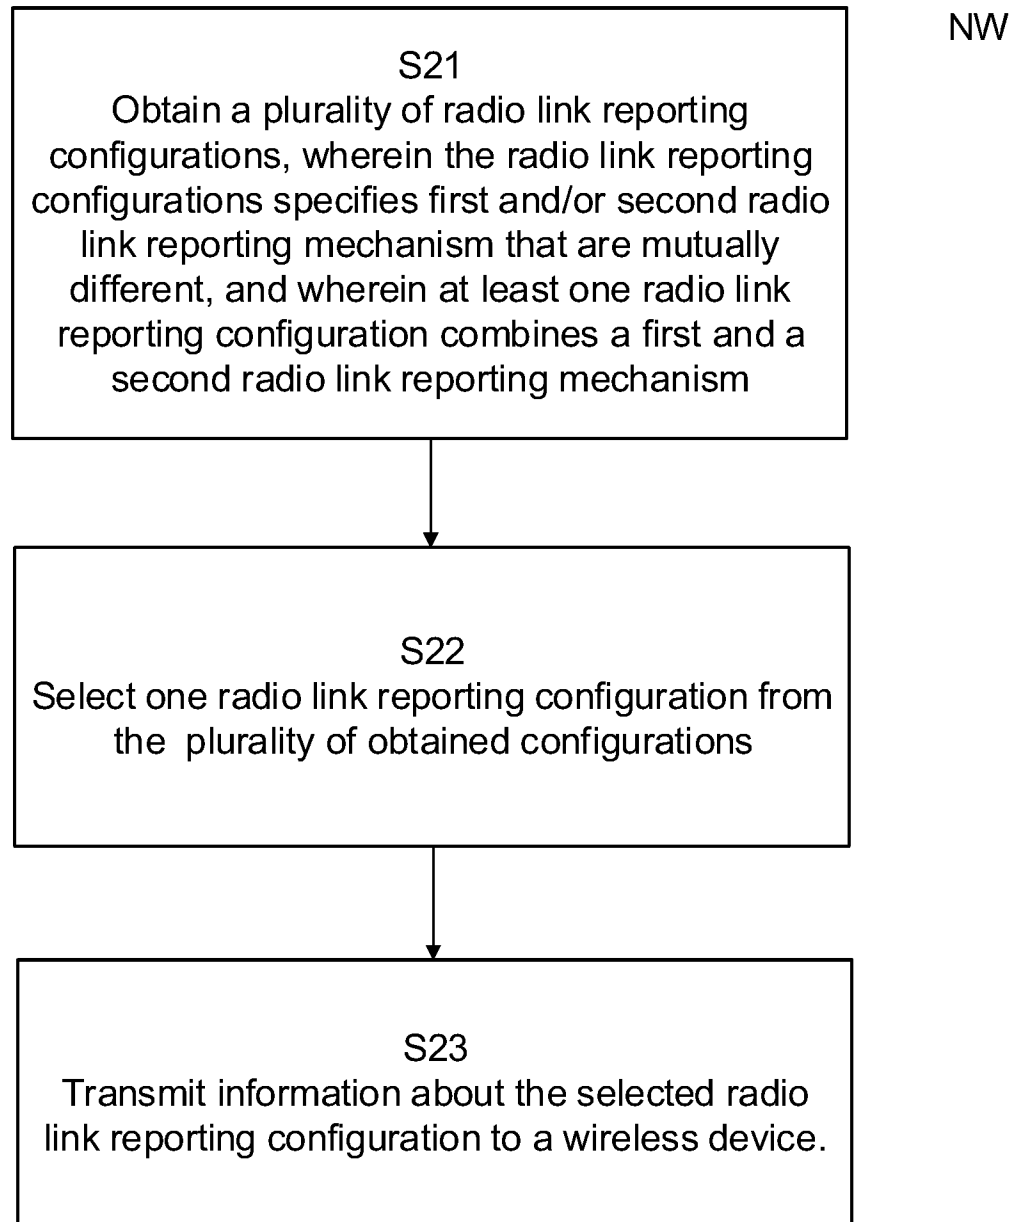 NW
S21
Obtain a plurality of radio link reporting
configurations, wherein the radio link reporting
configurations specifies first and/or second radio
link reporting mechanism that are mutually
different, and wherein at least one radio link
reporting configuration combines a first and a
second radio link reporting mechanism
S22
Select one radio link reporting configuration from
the  plurality of obtained configurations
S23
Transmit information about the selected radio
link reporting configuration to a wireless device.